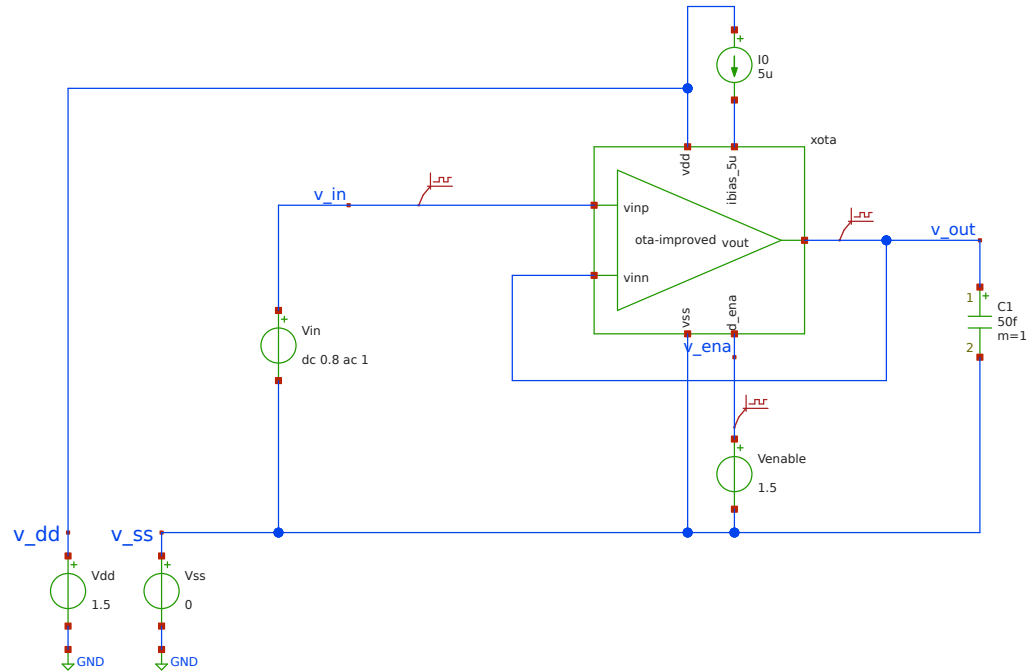 I0
5u
xota
vdd
ibias_5u
v_in
vinp
ota-improved
vout
v_out
vinn
1
C1
50f
m=1
2
vss
d_ena
v_ena
Vin
dc 0.8 ac 1
Venable
1.5
v_dd
v_ss
Vdd
1.5
Vss
0
GND
GND